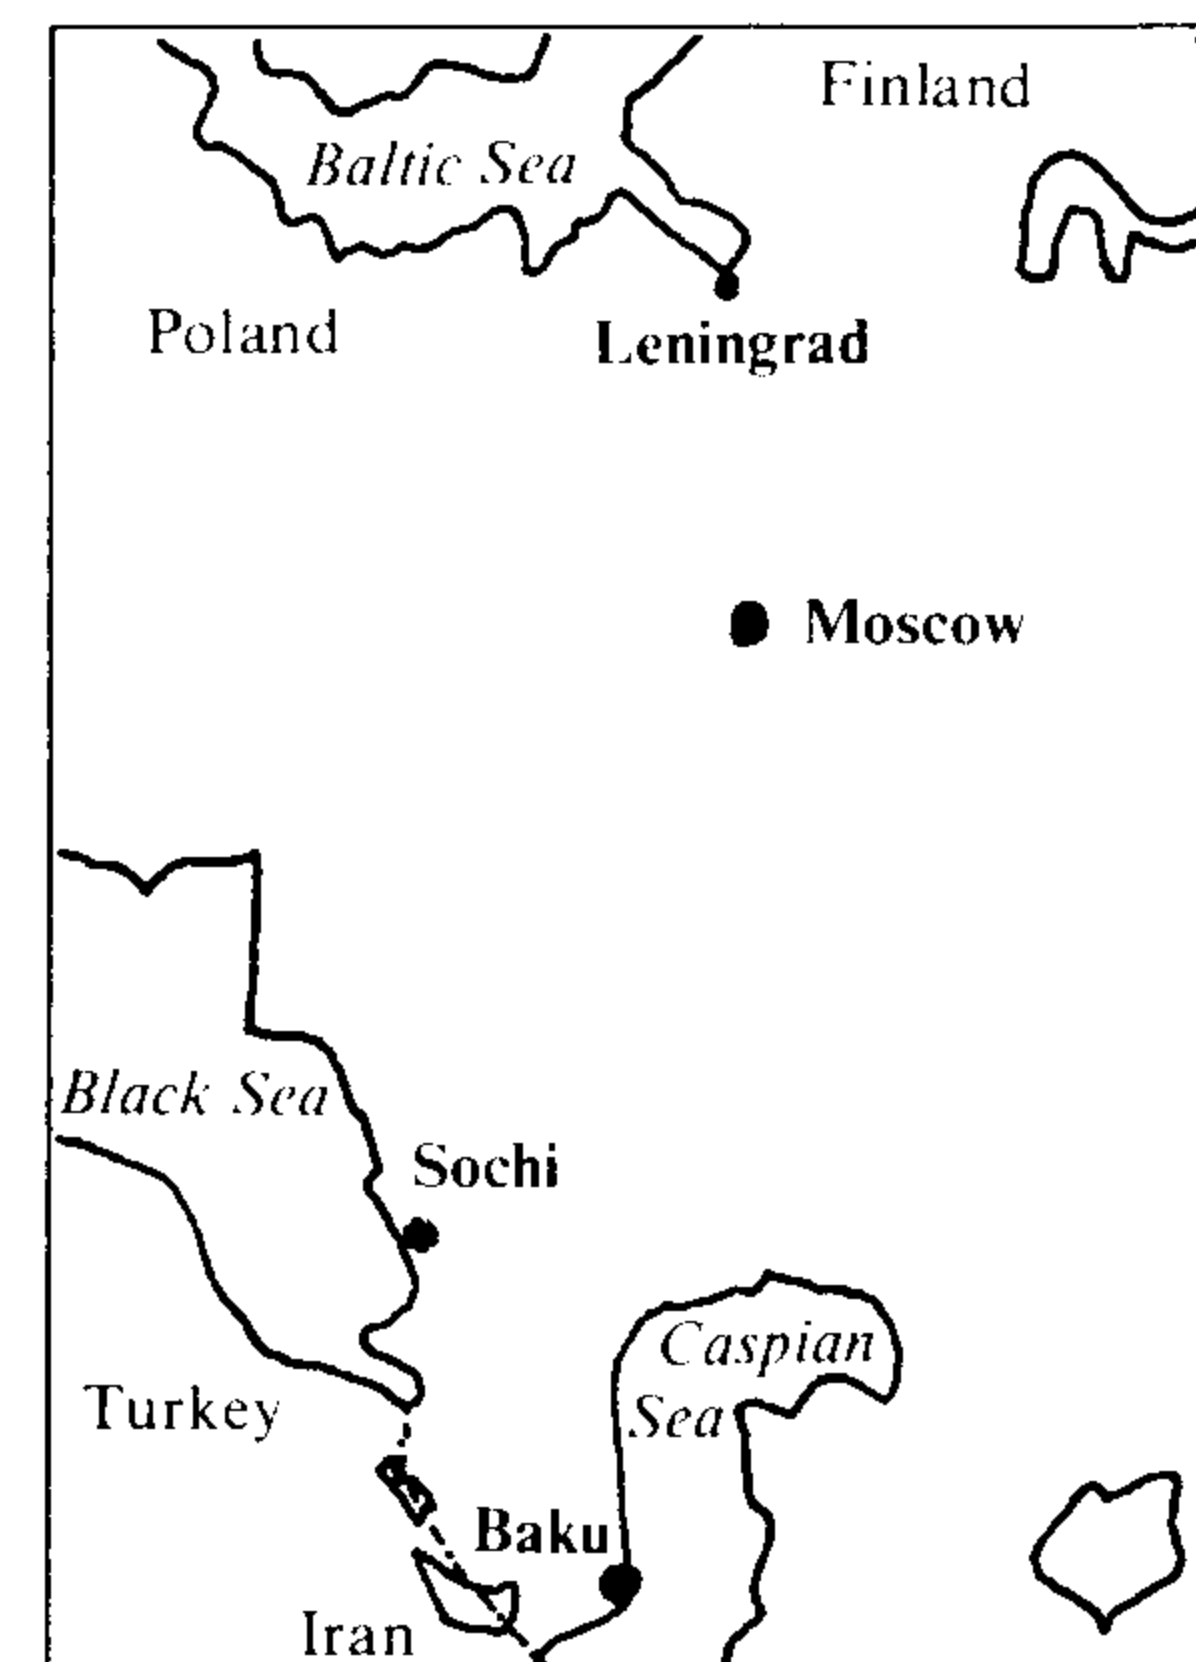 Finland
Baltic Sea
Poland
Leningrad
Moscow
Black Sea
Sochi
Caspian
Sea
Turkey
Baku
Iran